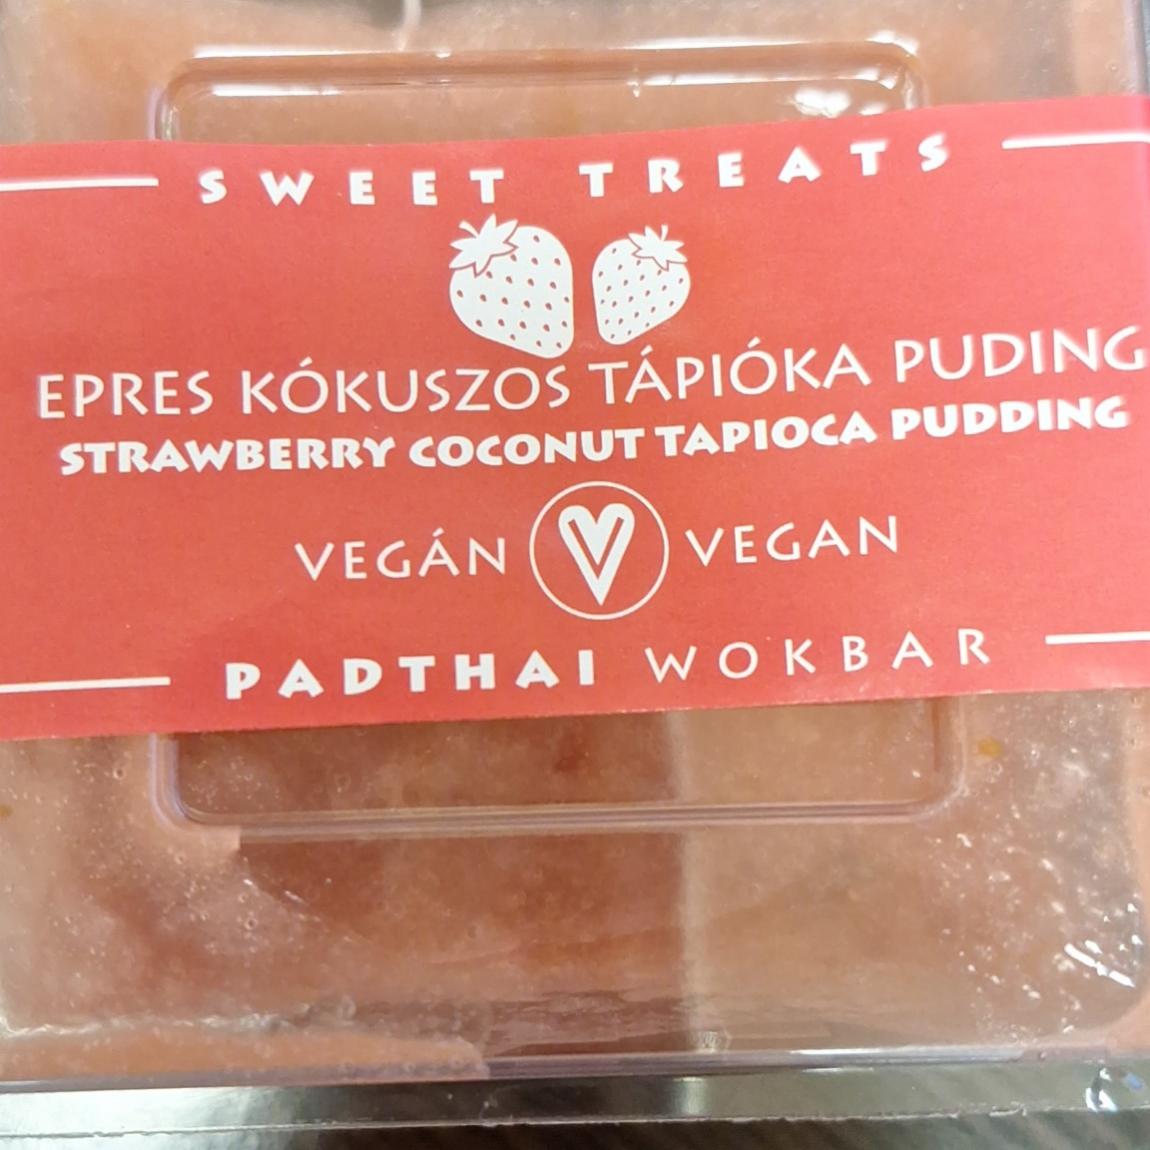 SWEET TREATS
EPRES KÓKUSZOS TÁPIÓKA PUDING
STRAWBERRY COCONUT TAPIOCA PUDDING
VEGÁN V VEGAN
PADTHAI WOKBAR